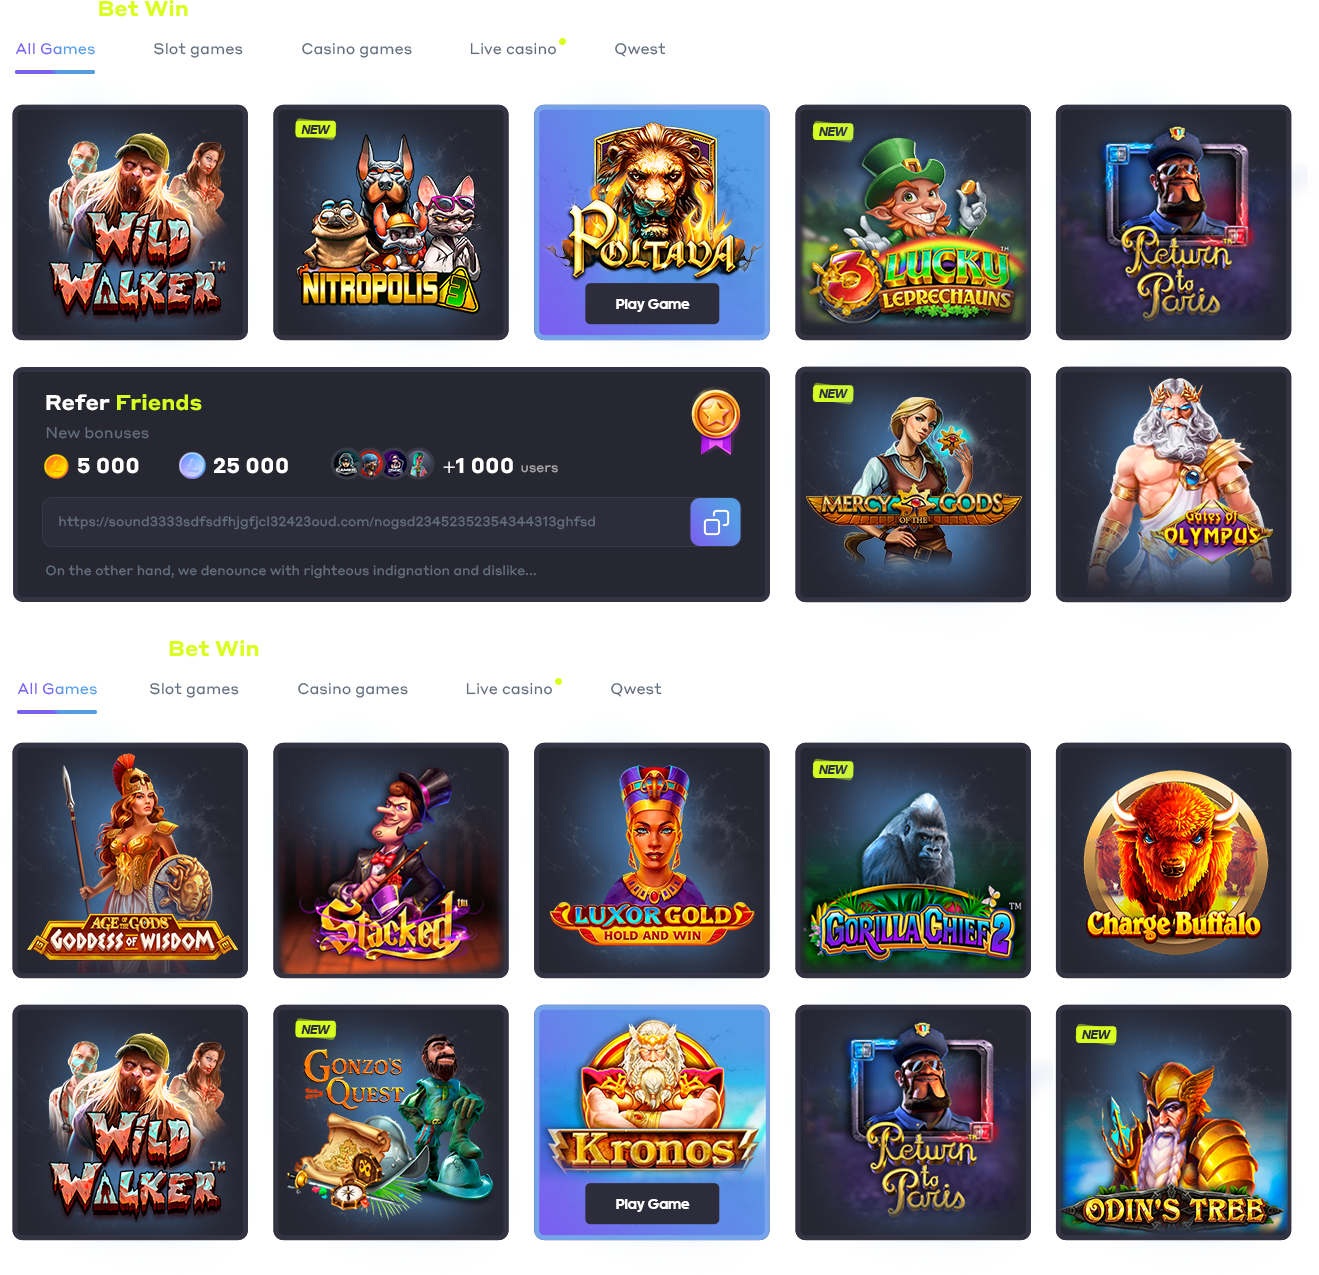 Bet Win
All Games
Slot games
Casino games
Live casino
Qwest
WILD
WALKER™
NEW
NITROPOLIS 3
POLTAVA
Play Game
NEW
3 LUCKY™
LEPRECHAUNS
Return™
to
Paris
Refer Friends
New bonuses
5 000
25 000
+1 000 users
https://sound3333sdfsdfhjgfjcl32423oud.com/nogsd23452352354344313ghfsd
On the other hand, we denounce with righteous indignation and dislike...
NEW
MERCY GODS
OF THE
Gates of
OLYMPUS
Bet Win
All Games
Slot games
Casino games
Live casino
Qwest
AGE OF THE GODS™
GODDESS OF WISDOM
Stacked™
LUXOR GOLD
HOLD AND WIN
NEW
GORILLA CHIEF 2™
Charge Buffalo
WILD
WALKER™
NEW
GONZO'S
QUEST
Kronos
Play Game
Return™
to
Paris
NEW
ODIN'S TREE